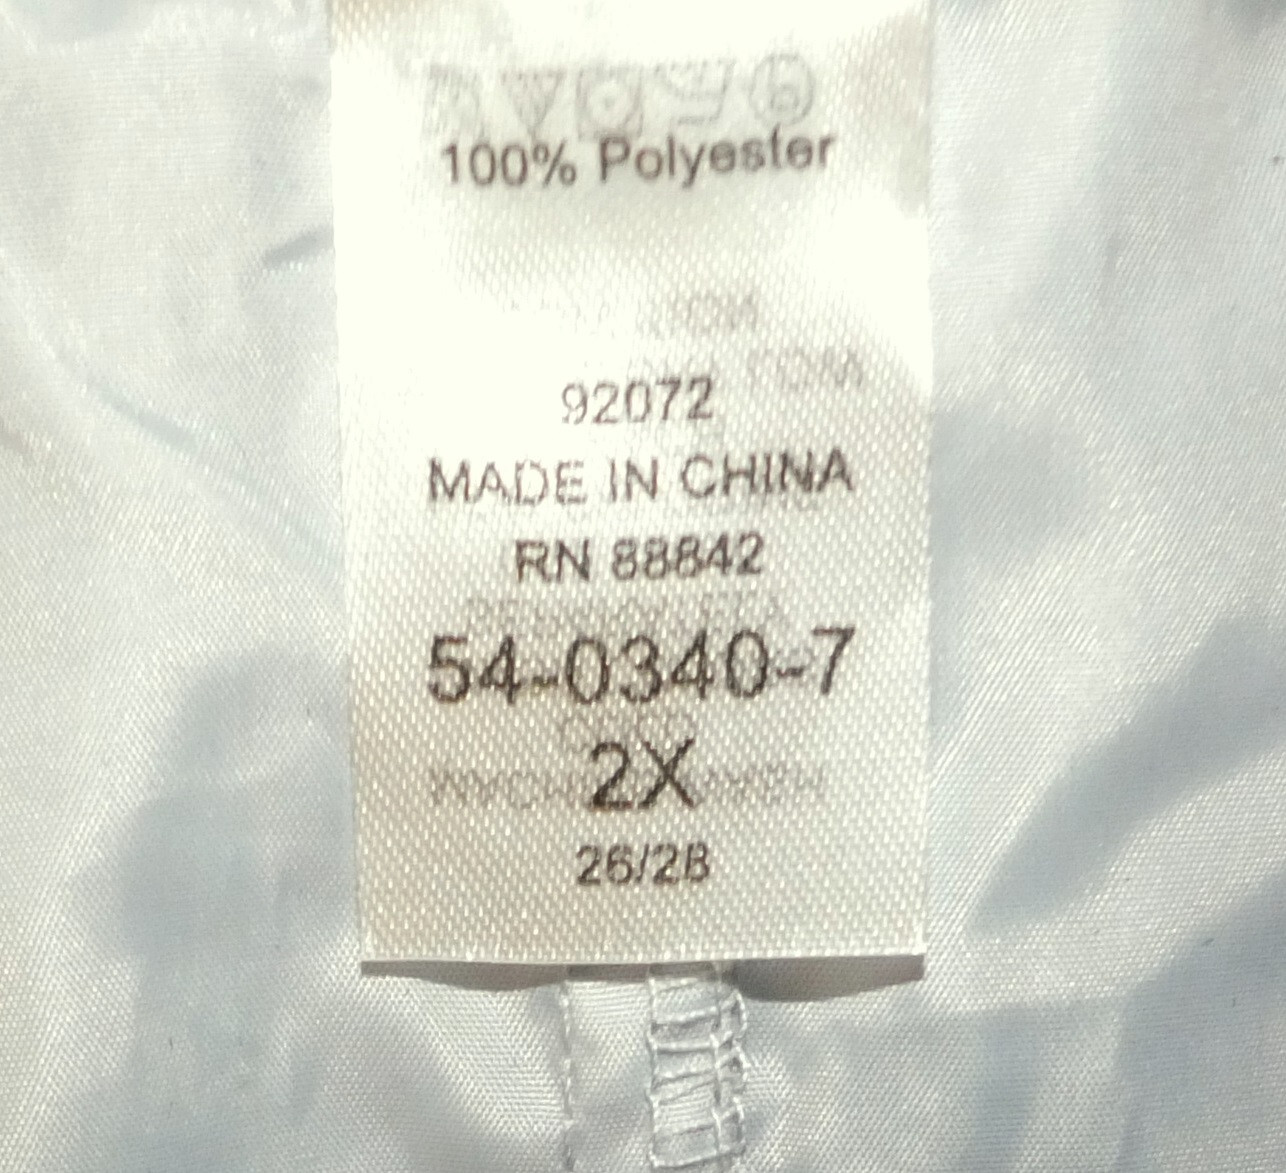 100% Polyester
92072
MADE IN CHINA
RN 88842
54-0340-7
2X
26/28